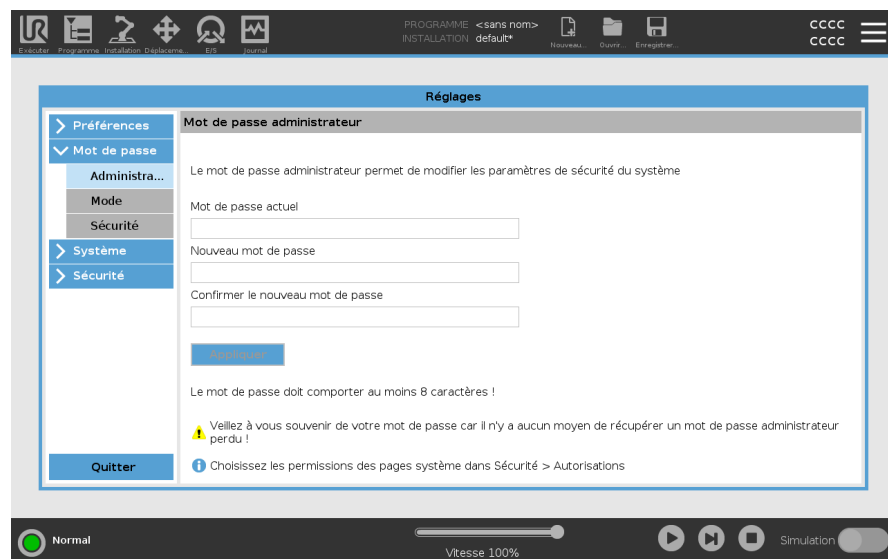 PROGRAMME <sans nom>
INSTALLATION default*
cccc
cccc
Exécuter
Programme
Installation
Déplaceme...
E/S
Journal
Nouveau...
Ouvrir...
Enregistrer...
Réglages
Préférences
Mot de passe
Administra...
Mode
Sécurité
Système
Sécurité
Quitter
Mot de passe administrateur
Le mot de passe administrateur permet de modifier les paramètres de sécurité du système
Mot de passe actuel
Nouveau mot de passe
Confirmer le nouveau mot de passe
Appliquer
Le mot de passe doit comporter au moins 8 caractères !
Veillez à vous souvenir de votre mot de passe car il n'y a aucun moyen de récupérer un mot de passe administrateur
perdu !
Choisissez les permissions des pages système dans Sécurité > Autorisations
Normal
Vitesse 100%
Simulation